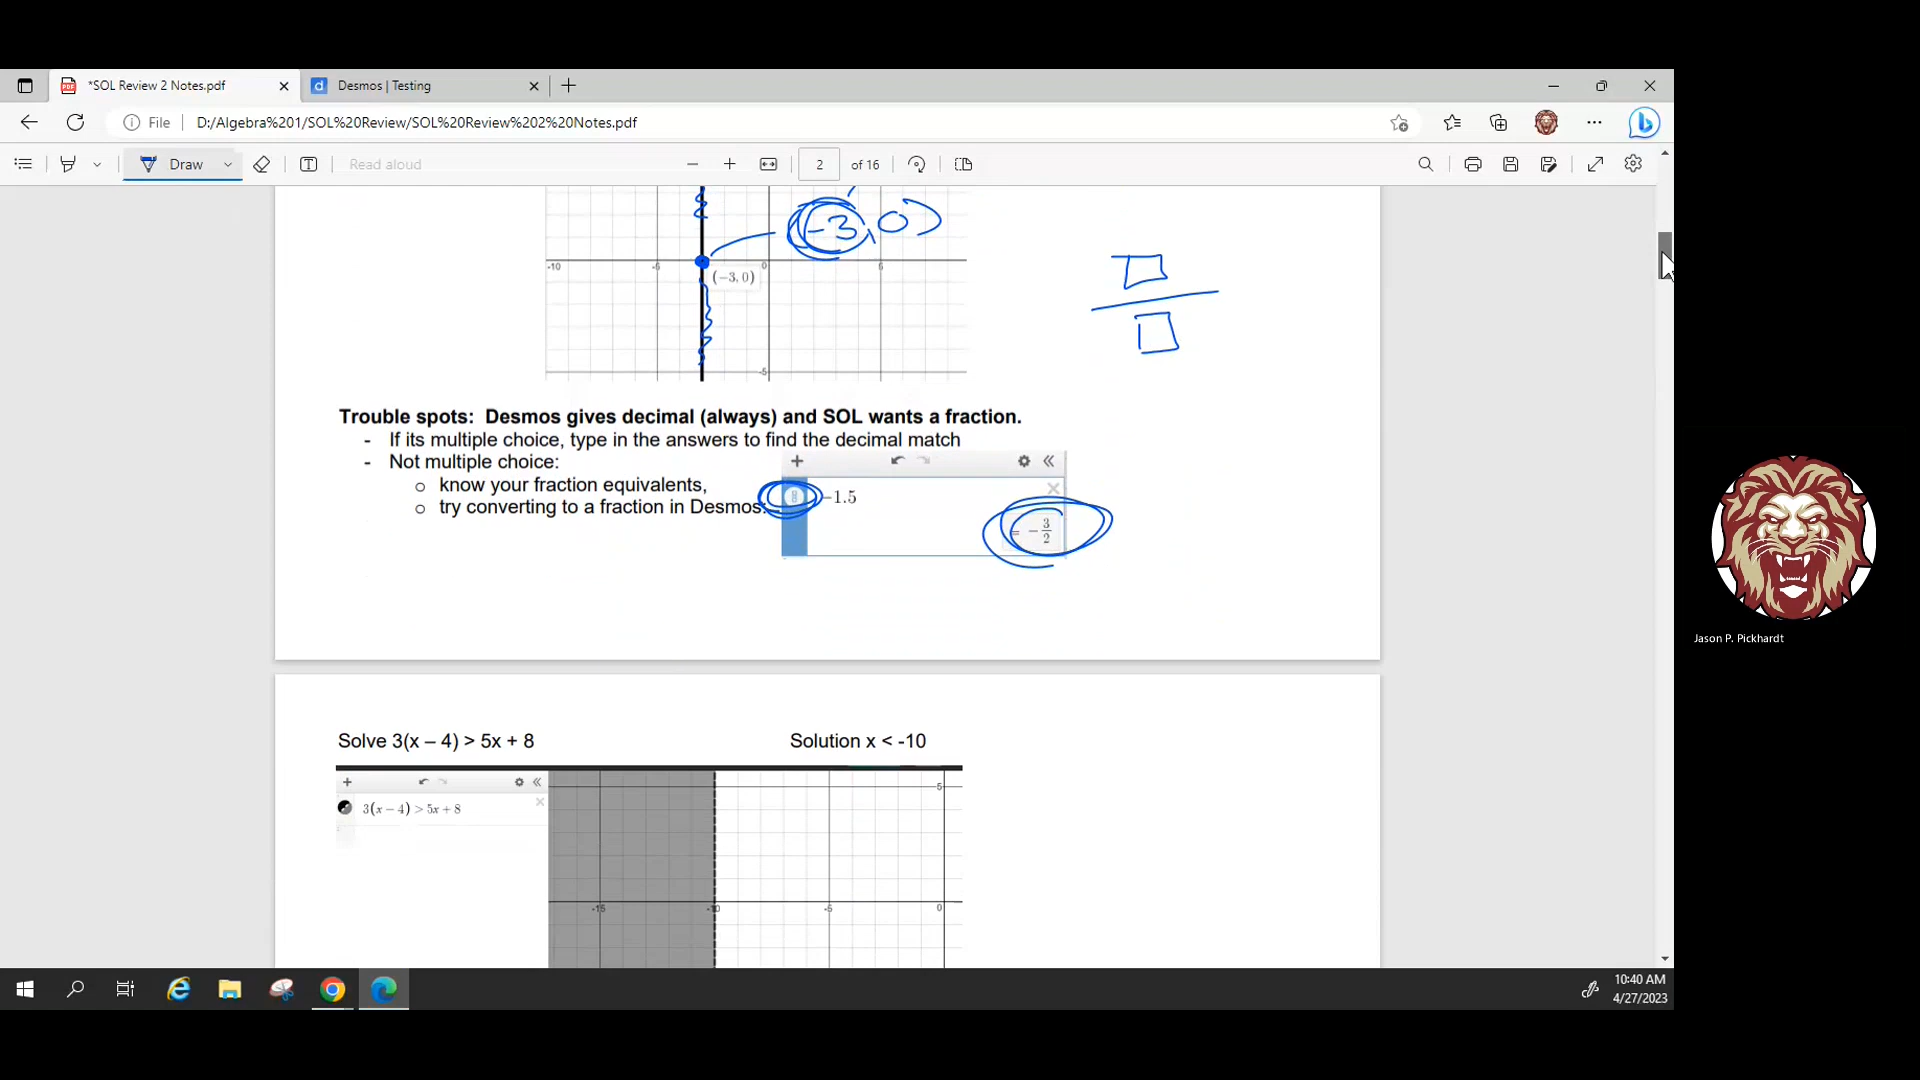 *SOL Review 2 Notes.pdf
Desmos | Testing
File D:/Algebra%201/SOL%20Review/SOL%20Review%202%20Notes.pdf
Draw Read aloud 2 of 16
(-3, 0)
-10 -5 0 5
(−3, 0)
-5
Trouble spots: Desmos gives decimal (always) and SOL wants a fraction.
- If its multiple choice, type in the answers to find the decimal match
- Not multiple choice:
o know your fraction equivalents,
o try converting to a fraction in Desmos.
8 −1.5
= −3/2
Solve 3(x – 4) > 5x + 8 Solution x < -10
3(x − 4) > 5x + 8
5
-15 -10 -5 0
Jason P. Pickhardt
10:40 AM
4/27/2023